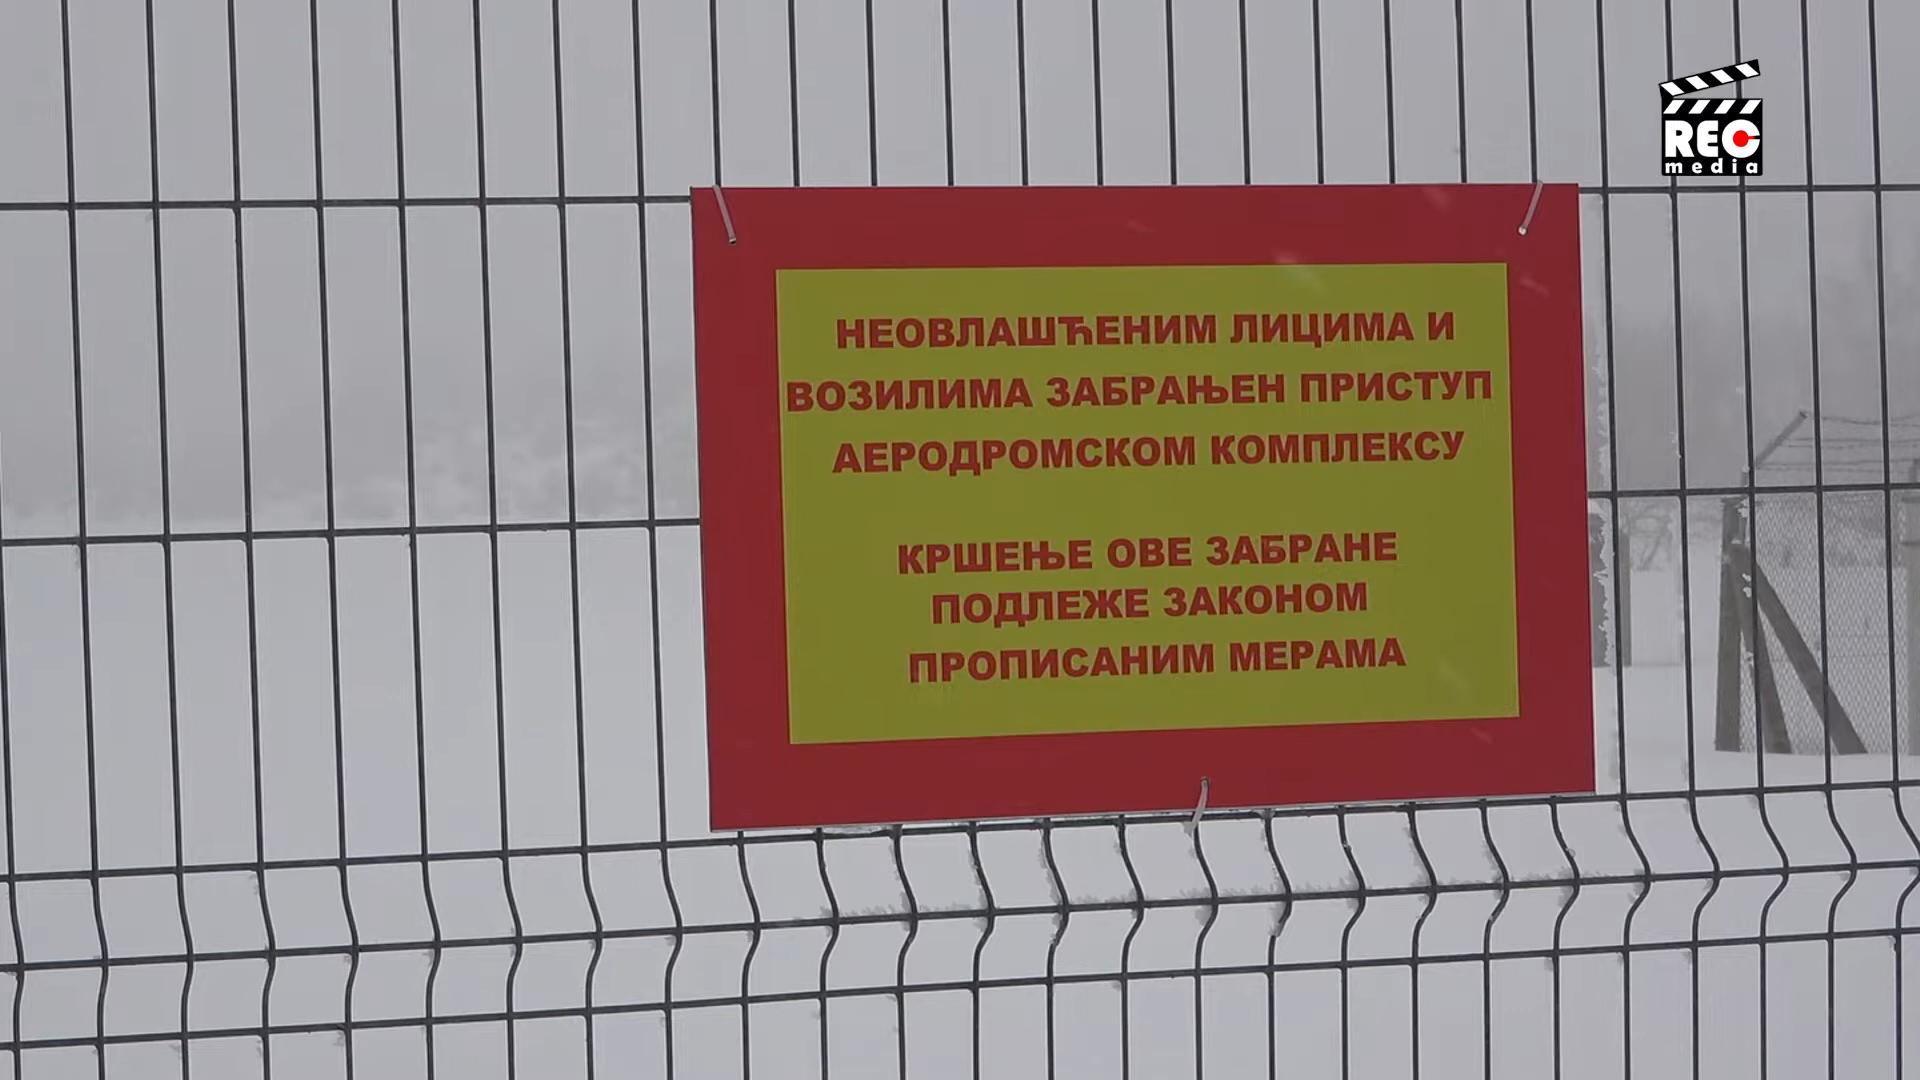 REC
media
НЕОВЛАШЋЕНИМ ЛИЦИМА И
ВОЗИЛИМА ЗАБРАЊЕН ПРИСТУП
АЕРОДРОМСКОМ КОМПЛЕКСУ
КРШЕЊЕ ОВЕ ЗАБРАНЕ
ПОДЛЕЖЕ ЗАКОНОМ
ПРОПИСАНИМ МЕРАМА